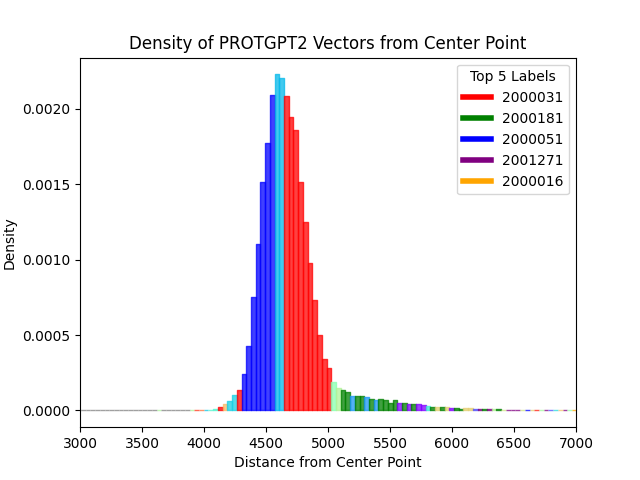 Density of PROTGPT2 Vectors from Center Point
Top 5 Labels
2000031
2000181
2000051
2001271
2000016
0.0020
0.0015
0.0010
0.0005
0.0000
Density
3000 3500 4000 4500 5000 5500 6000 6500 7000
Distance from Center Point